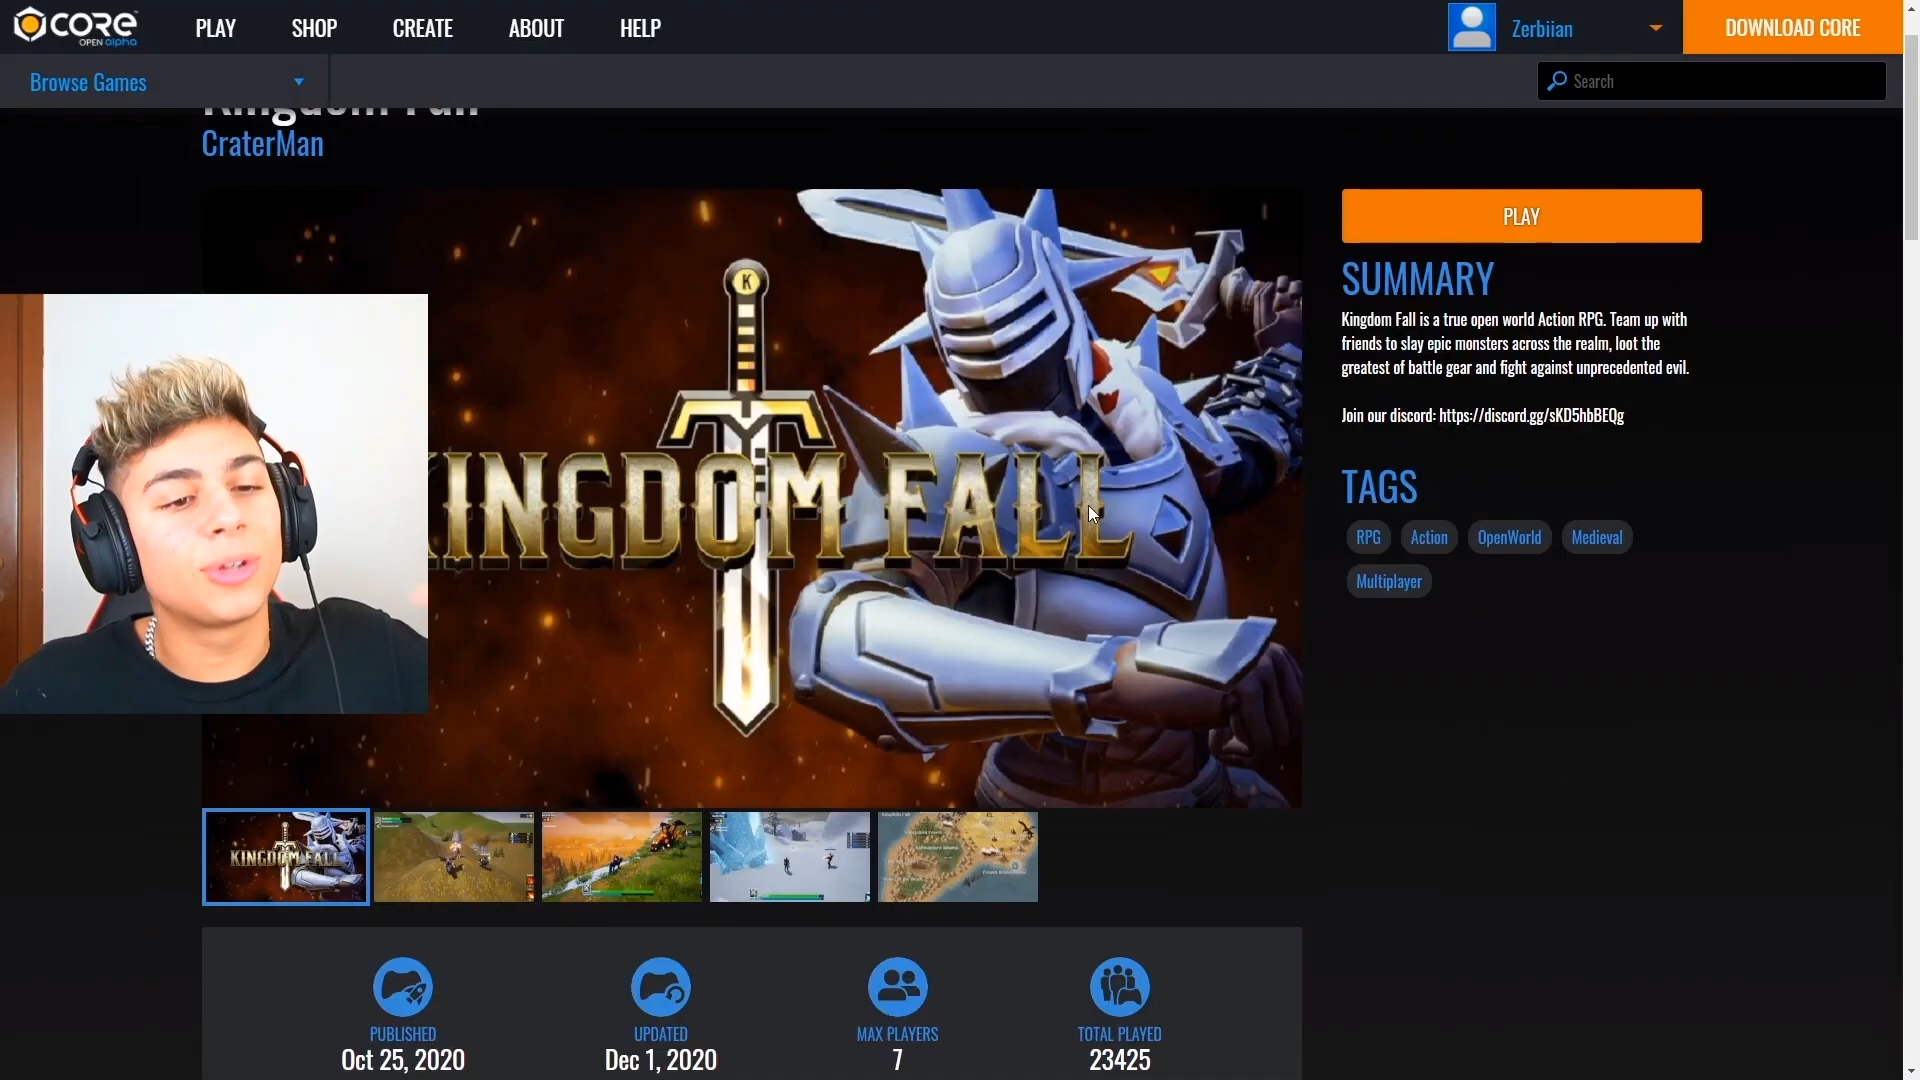 CORE
OPEN alpha
PLAY
SHOP
CREATE
ABOUT
HELP
Zerbiian
DOWNLOAD CORE
Browse Games
Search
Kingdom Fall
CraterMan
K
KINGDOM FALL
PLAY
SUMMARY
Kingdom Fall is a true open world Action RPG. Team up with
friends to slay epic monsters across the realm, loot the
greatest of battle gear and fight against unprecedented evil.
Join our discord: https://discord.gg/sKD5hbBEQg
TAGS
RPG
Action
OpenWorld
Medieval
Multiplayer
KINGDOM FALL
PUBLISHED
Oct 25, 2020
UPDATED
Dec 1, 2020
MAX PLAYERS
7
TOTAL PLAYED
23425